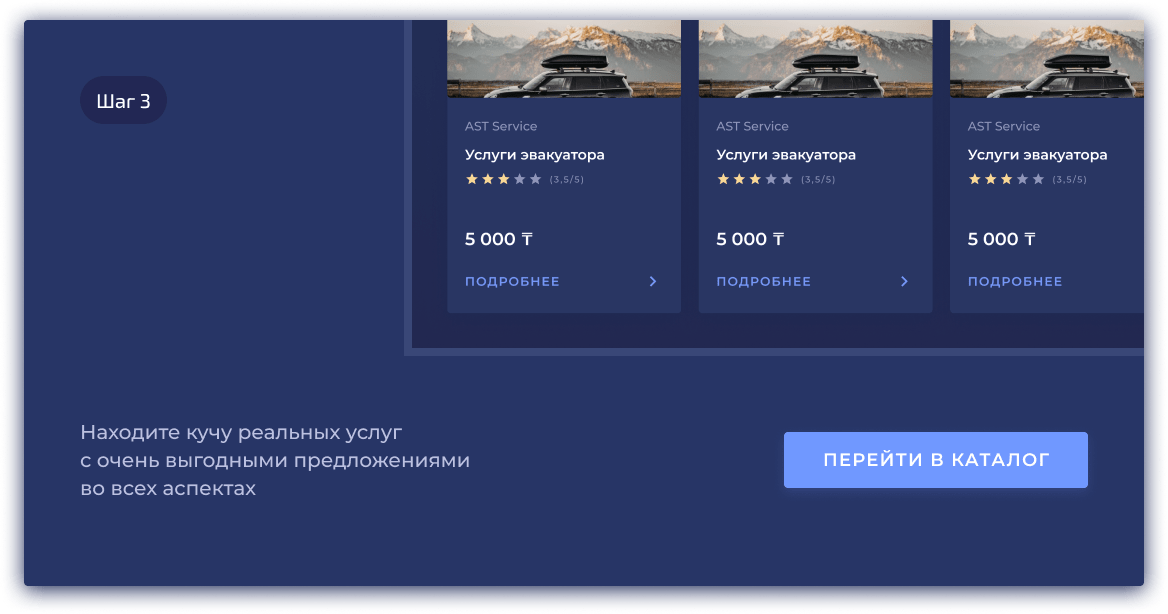 Шаг 3
AST Service
Услуги эвакуатора
(3,5/5)
5 000 ₸
ПОДРОБНЕЕ
AST Service
Услуги эвакуатора
(3,5/5)
5 000 ₸
ПОДРОБНЕЕ
AST Service
Услуги эвакуатора
(3,5/5)
5 000 ₸
ПОДРОБНЕЕ
Находите кучу реальных услуг
с очень выгодными предложениями
во всех аспектах
ПЕРЕЙТИ В КАТАЛОГ